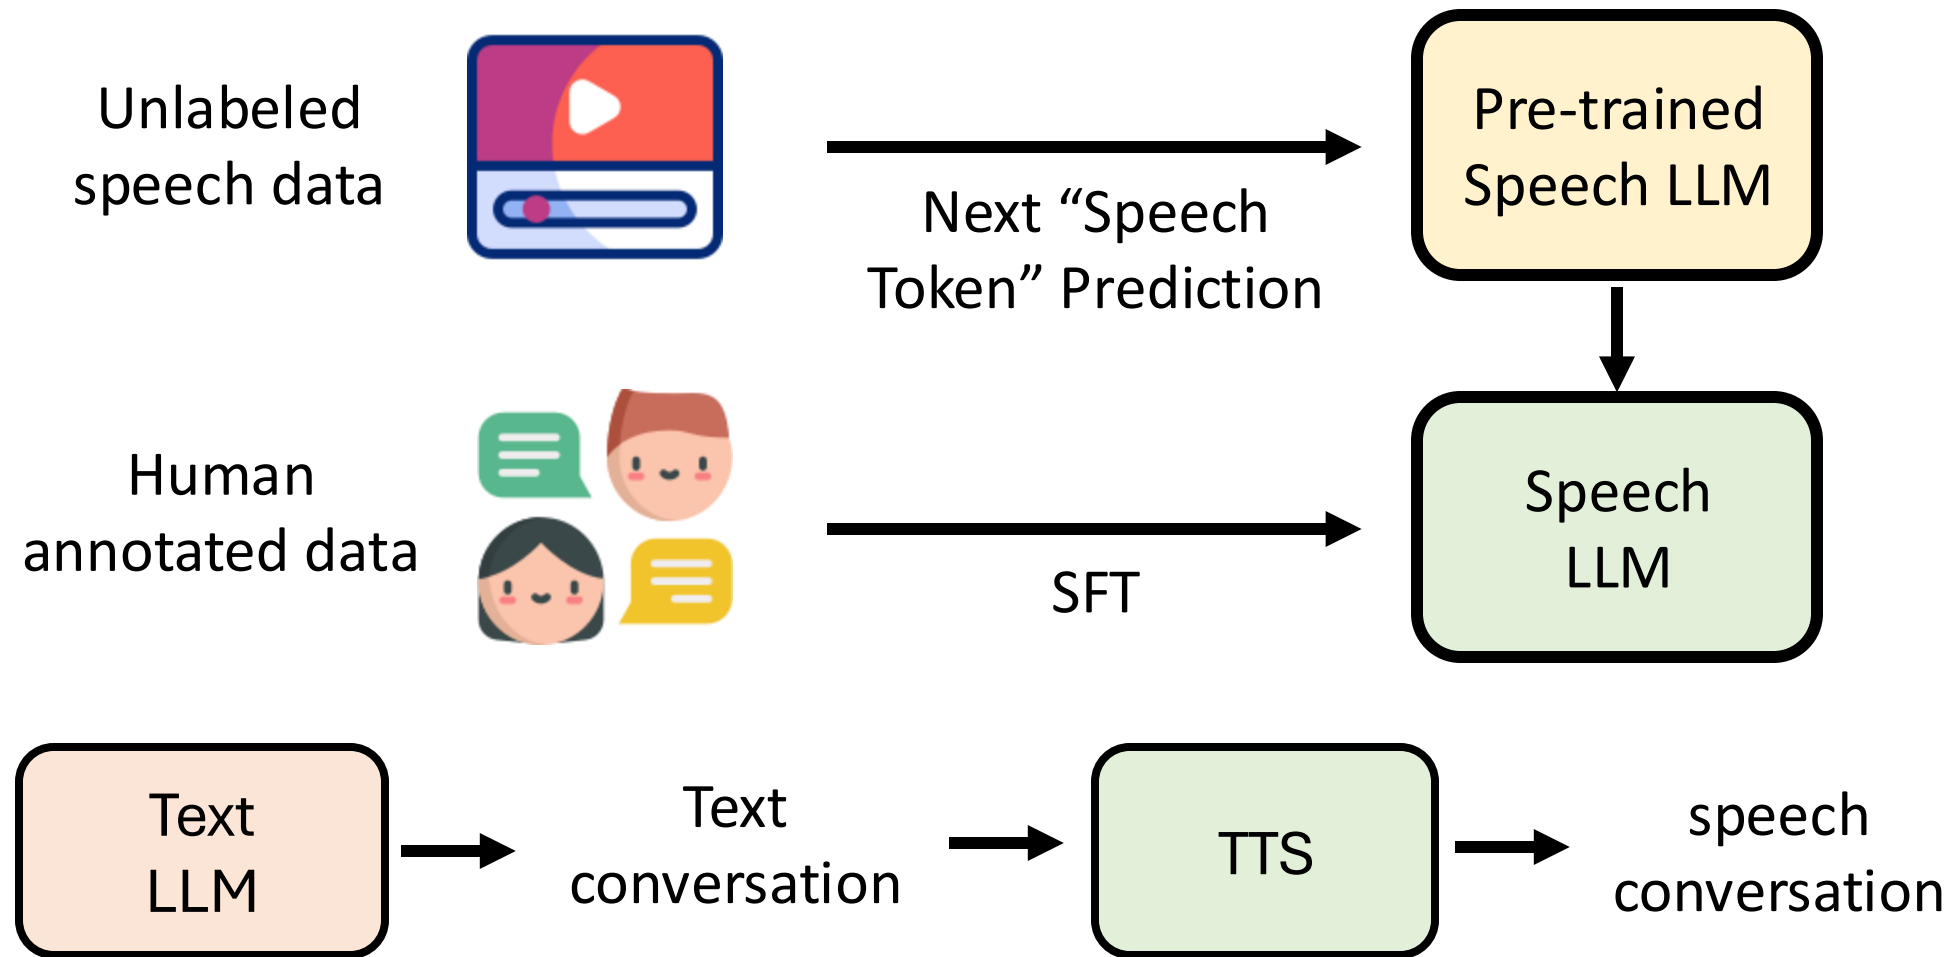 Unlabeled
speech data
Next “Speech
Token” Prediction
Pre-trained
Speech LLM
Human
annotated data
SFT
Speech
LLM
Text
LLM
Text
conversation
TTS
speech
conversation